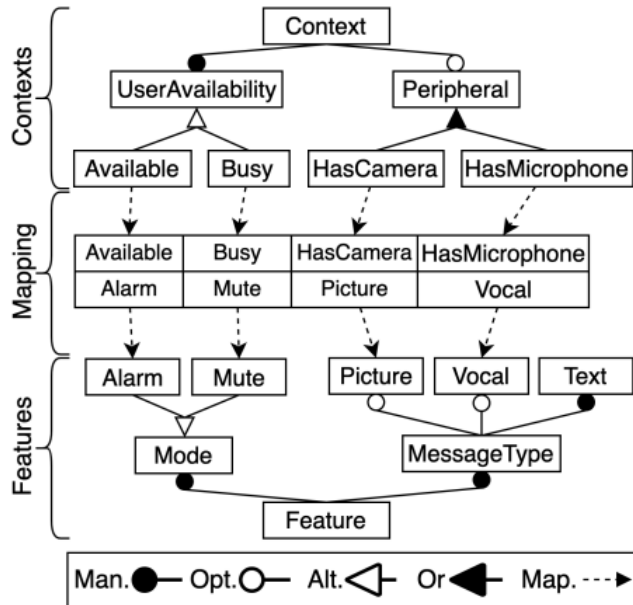 Contexts
Context
UserAvailability Peripheral
Available Busy HasCamera HasMicrophone
Mapping
Available Busy HasCamera HasMicrophone
Alarm Mute Picture Vocal
Features
Alarm Mute Picture Vocal Text
Mode MessageType
Feature
Man. Opt. Alt. Or Map.